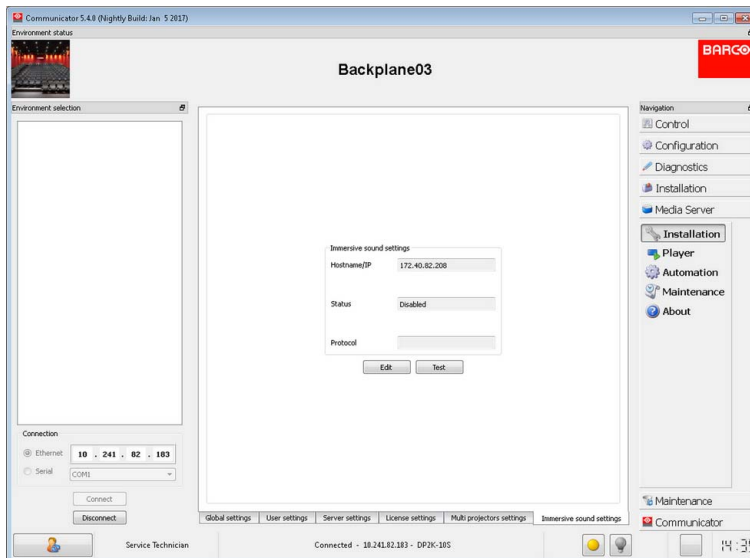 Communicator 5.4.0 (Nightly Build: Jan 5 2017)
Environment status
Backplane03
BARCO
Environment selection
Navigation
Control
Configuration
Diagnostics
Installation
Media Server
Installation
Player
Automation
Maintenance
About
Immersive sound settings
Hostname/IP 172.40.82.208
Status Disabled
Protocol
Edit Test
Connection
Ethernet 10 . 241 . 82 . 183
Serial COM1
Connect
Disconnect
Global settings User settings Server settings License settings Multi projectors settings Immersive sound settings
Maintenance
Communicator
Service Technician Connected - 10.241.82.183 - DP2K-10S